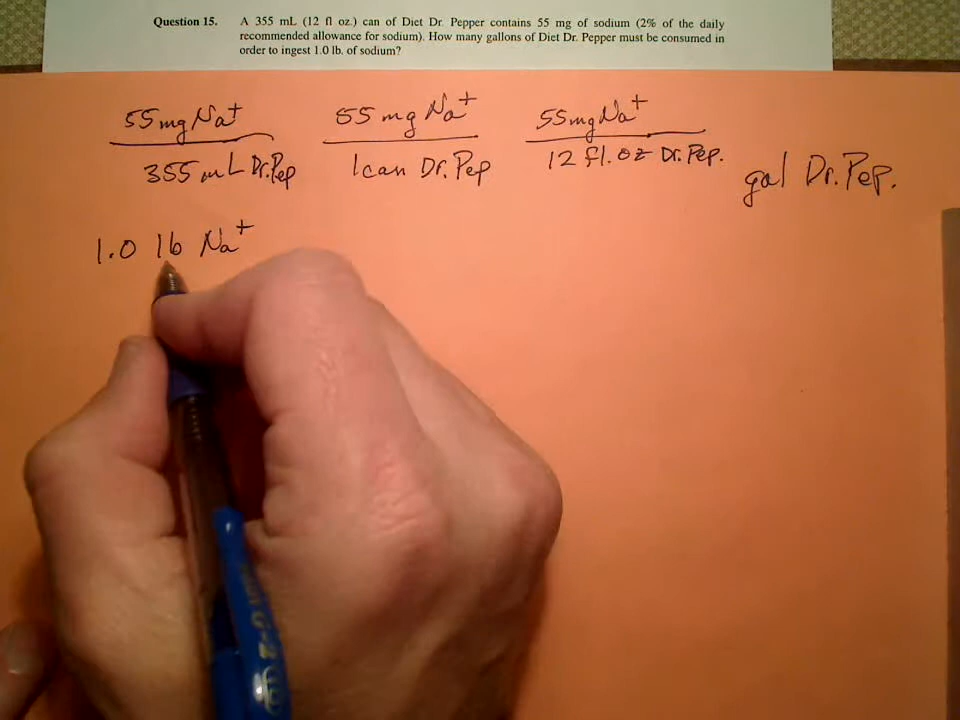 Question 15. A 355 mL (12 fl oz.) can of Diet Dr. Pepper contains 55 mg of sodium (2% of the daily
recommended allowance for sodium). How many gallons of Diet Dr. Pepper must be consumed in
order to ingest 1.0 lb. of sodium?
55 mg Na+ 55 mg Na+ 55 mg Na+
355 mL Dr. Pep 1 can Dr. Pep 12 fl. oz Dr. Pep.
gal Dr. Pep.
1.0 lb Na+